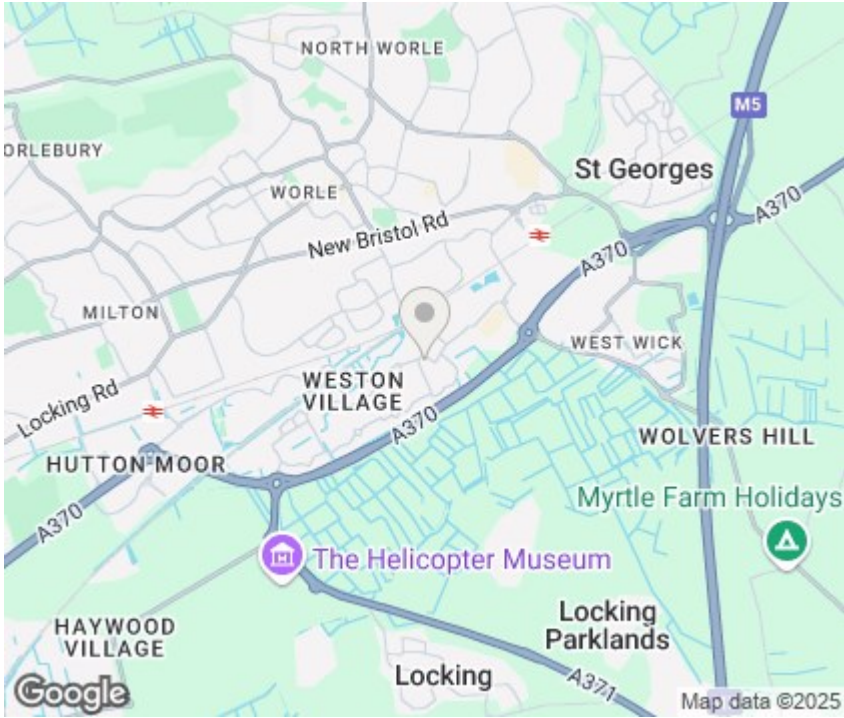 NORTH WORLE
M5
ORLEBURY
St Georges
WORLE
A370
New Bristol Rd
A370
MILTON
WEST WICK
WESTON
VILLAGE
Locking Rd
A370
WOLVERS HILL
HUTTON MOOR
Myrtle Farm Holidays
A370
The Helicopter Museum
Locking
Parklands
HAYWOOD
VILLAGE
Locking
A371
Google
Map data ©2025